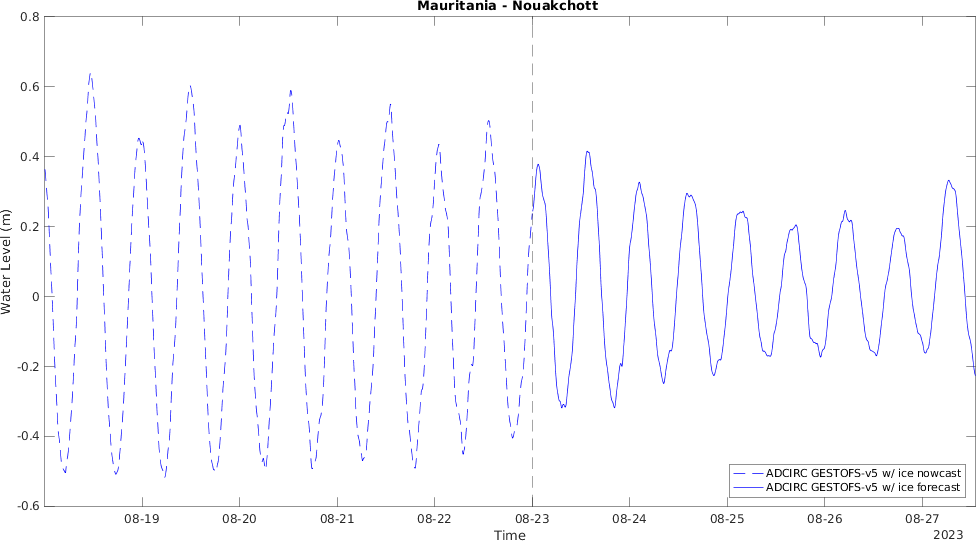 Mauritania - Nouakchott
0.8
0.6
0.4
0.2
0
-0.2
-0.4
-0.6
Water Level (m)
ADCIRC GESTOFS-v5 w/ ice nowcast
ADCIRC GESTOFS-v5 w/ ice forecast
08-19 08-20 08-21 08-22 08-23 08-24 08-25 08-26 08-27
Time
2023